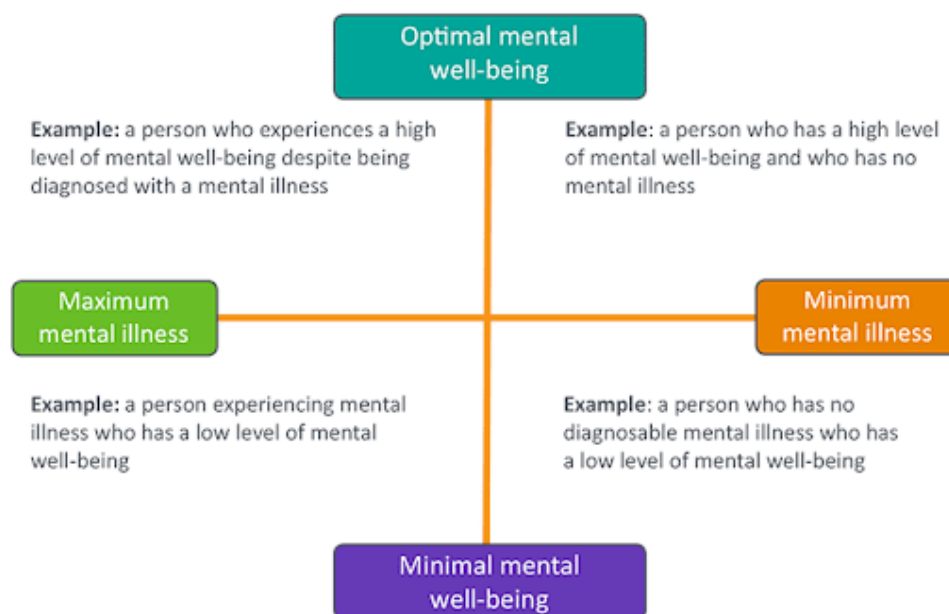 Optimal mental
well-being
Example: a person who experiences a high
level of mental well-being despite being
diagnosed with a mental illness
Example: a person who has a high level
of mental well-being and who has no
mental illness
Maximum
mental illness
Minimum
mental illness
Example: a person experiencing mental
illness who has a low level of mental
well-being
Example: a person who has no
diagnosable mental illness who has
a low level of mental well-being
Minimal mental
well-being